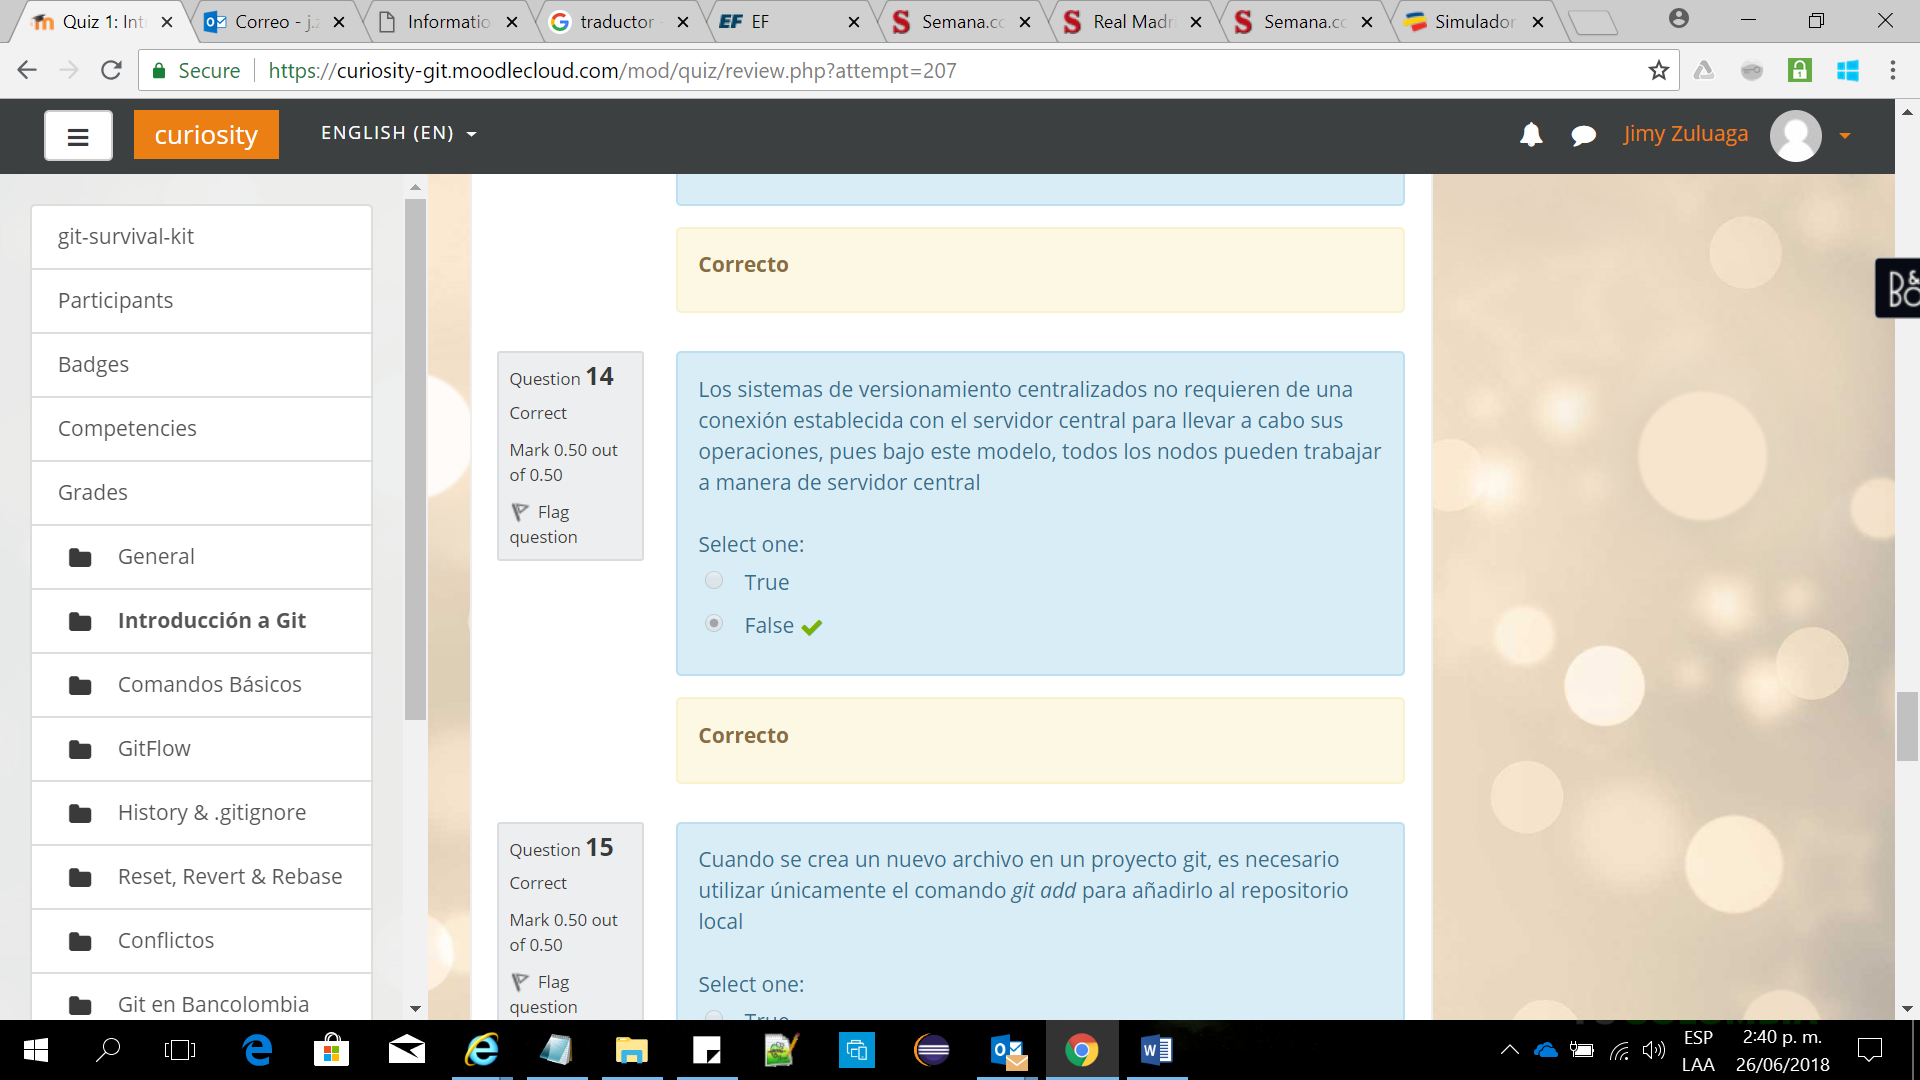 Quiz 1: Int
Correo - j.z
Informatio
traductor -
EF EF
S Semana.co
S Real Madr
S Semana.co
Simulador
Secure
https://curiosity-git.moodlecloud.com/mod/quiz/review.php?attempt=207
curiosity
ENGLISH (EN)
Jimy Zuluaga
git-survival-kit
Participants
Badges
Competencies
Grades
General
Introducción a Git
Comandos Básicos
GitFlow
History & .gitignore
Reset, Revert & Rebase
Conflictos
Git en Bancolombia
Correcto
Question 14
Correct
Mark 0.50 out
of 0.50
Flag
question
Los sistemas de versionamiento centralizados no requieren de una
conexión establecida con el servidor central para llevar a cabo sus
operaciones, pues bajo este modelo, todos los nodos pueden trabajar
a manera de servidor central
Select one:
True
False
Correcto
Question 15
Correct
Mark 0.50 out
of 0.50
Flag
question
Cuando se crea un nuevo archivo en un proyecto git, es necesario
utilizar únicamente el comando git add para añadirlo al repositorio
local
Select one:
True
B&
BO
ESP
LAA
2:40 p. m.
26/06/2018